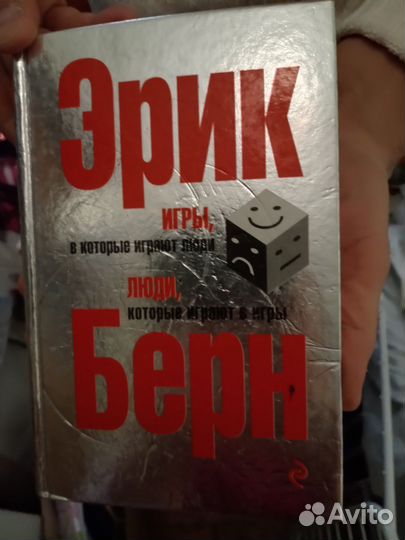 Эрик
ИГРЫ,
в которые играют люди
ЛЮДИ,
которые играют в игры
Берн
Avito